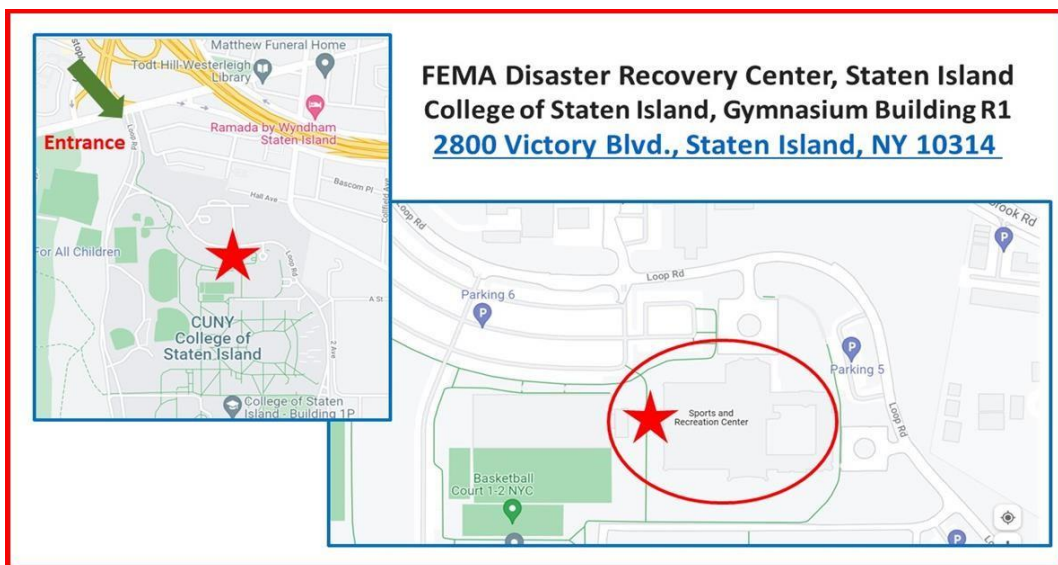 FEMA Disaster Recovery Center, Staten Island
College of Staten Island, Gymnasium Building R1
2800 Victory Blvd., Staten Island, NY 10314
Matthew Funeral Home
Todt Hill-Westerleigh
Library
Entrance
Loop Rd
Ramada by Wyndham
Staten Island
Bascom Pl
Hall Ave
For All Children
Loop Rd
A St
CUNY
College of
Staten Island
2 Ave
College of Staten
Island - Building 1P
Loop Rd
Loop Rd
Parking 6
P
P
P
Parking 5
Loop Rd
Sports and
Recreation Center
Basketball
Court 1-2 NYC
P